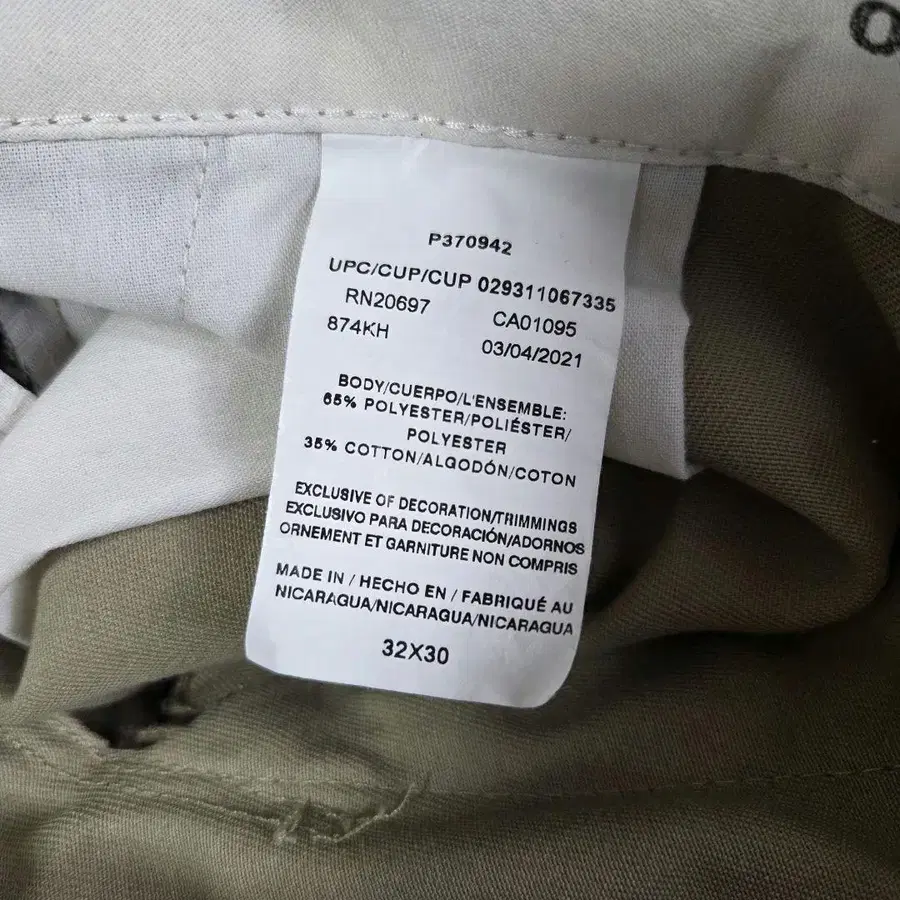 P370942
UPC/CUP/CUP 029311067335
RN20697 CA01095
874KH 03/04/2021
BODY/CUERPO/L'ENSEMBLE:
65% POLYESTER/POLIÉSTER/
POLYESTER
35% COTTON/ALGODÓN/COTON
EXCLUSIVE OF DECORATION/TRIMMINGS
EXCLUSIVO PARA DECORACIÓN/ADORNOS
ORNEMENT ET GARNITURE NON COMPRIS
MADE IN / HECHO EN / FABRIQUÉ AU
NICARAGUA/NICARAGUA/NICARAGUA
32X30